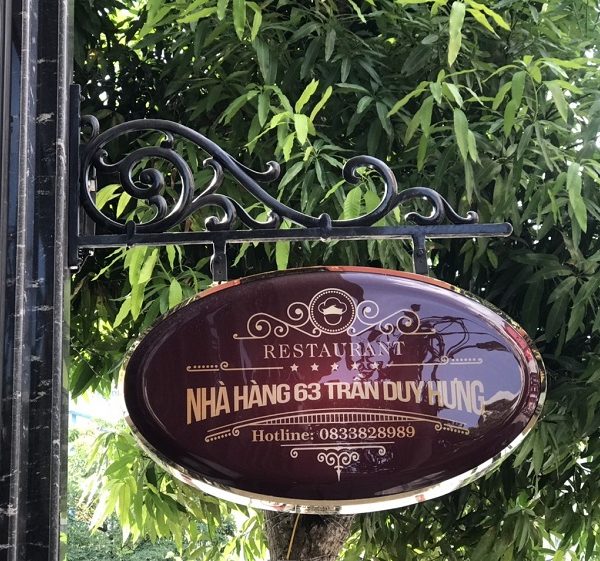 RESTAURANT
NHÀ HÀNG 63 TRẦN DUY HƯNG
Hotline: 0833828989